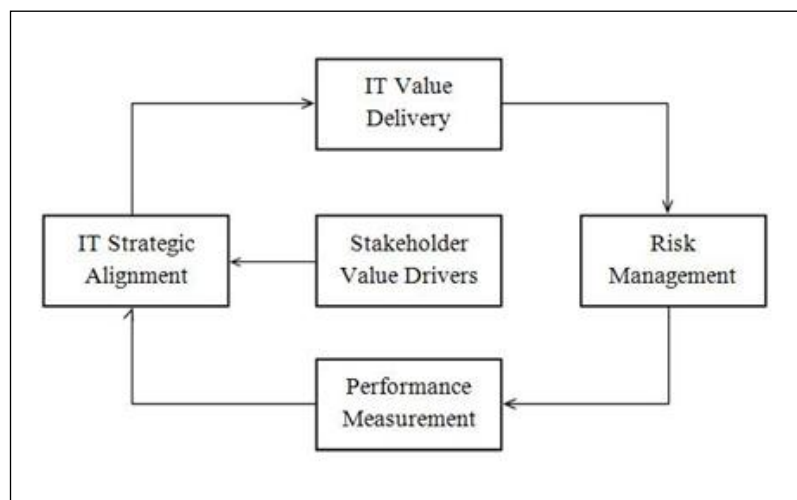 IT Value
Delivery
IT Strategic
Alignment
Stakeholder
Value Drivers
Risk
Management
Performance
Measurement